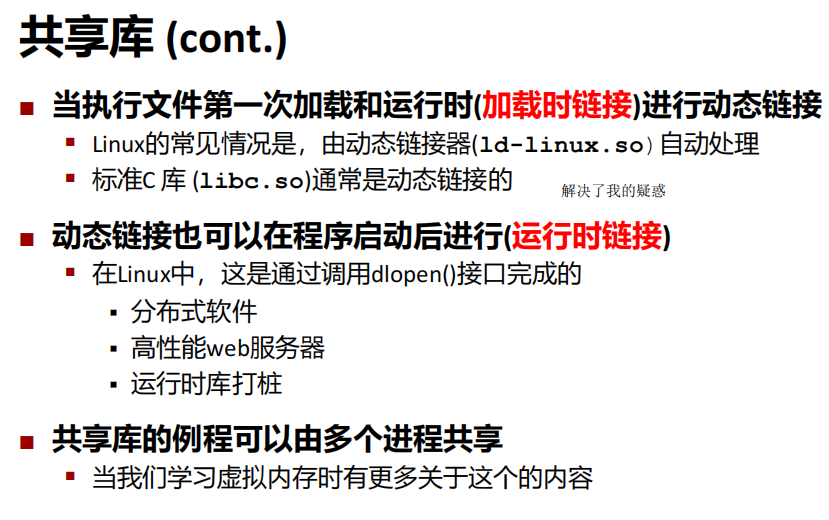 共享库 (cont.)
当执行文件第一次加载和运行时(加载时链接)进行动态链接
Linux的常见情况是，由动态链接器(ld-linux.so)自动处理
标准C 库 (libc.so)通常是动态链接的
解决了我的疑惑
动态链接也可以在程序启动后进行(运行时链接)
在Linux中，这是通过调用dlopen()接口完成的
分布式软件
高性能web服务器
运行时库打桩
共享库的例程可以由多个进程共享
当我们学习虚拟内存时有更多关于这个的内容